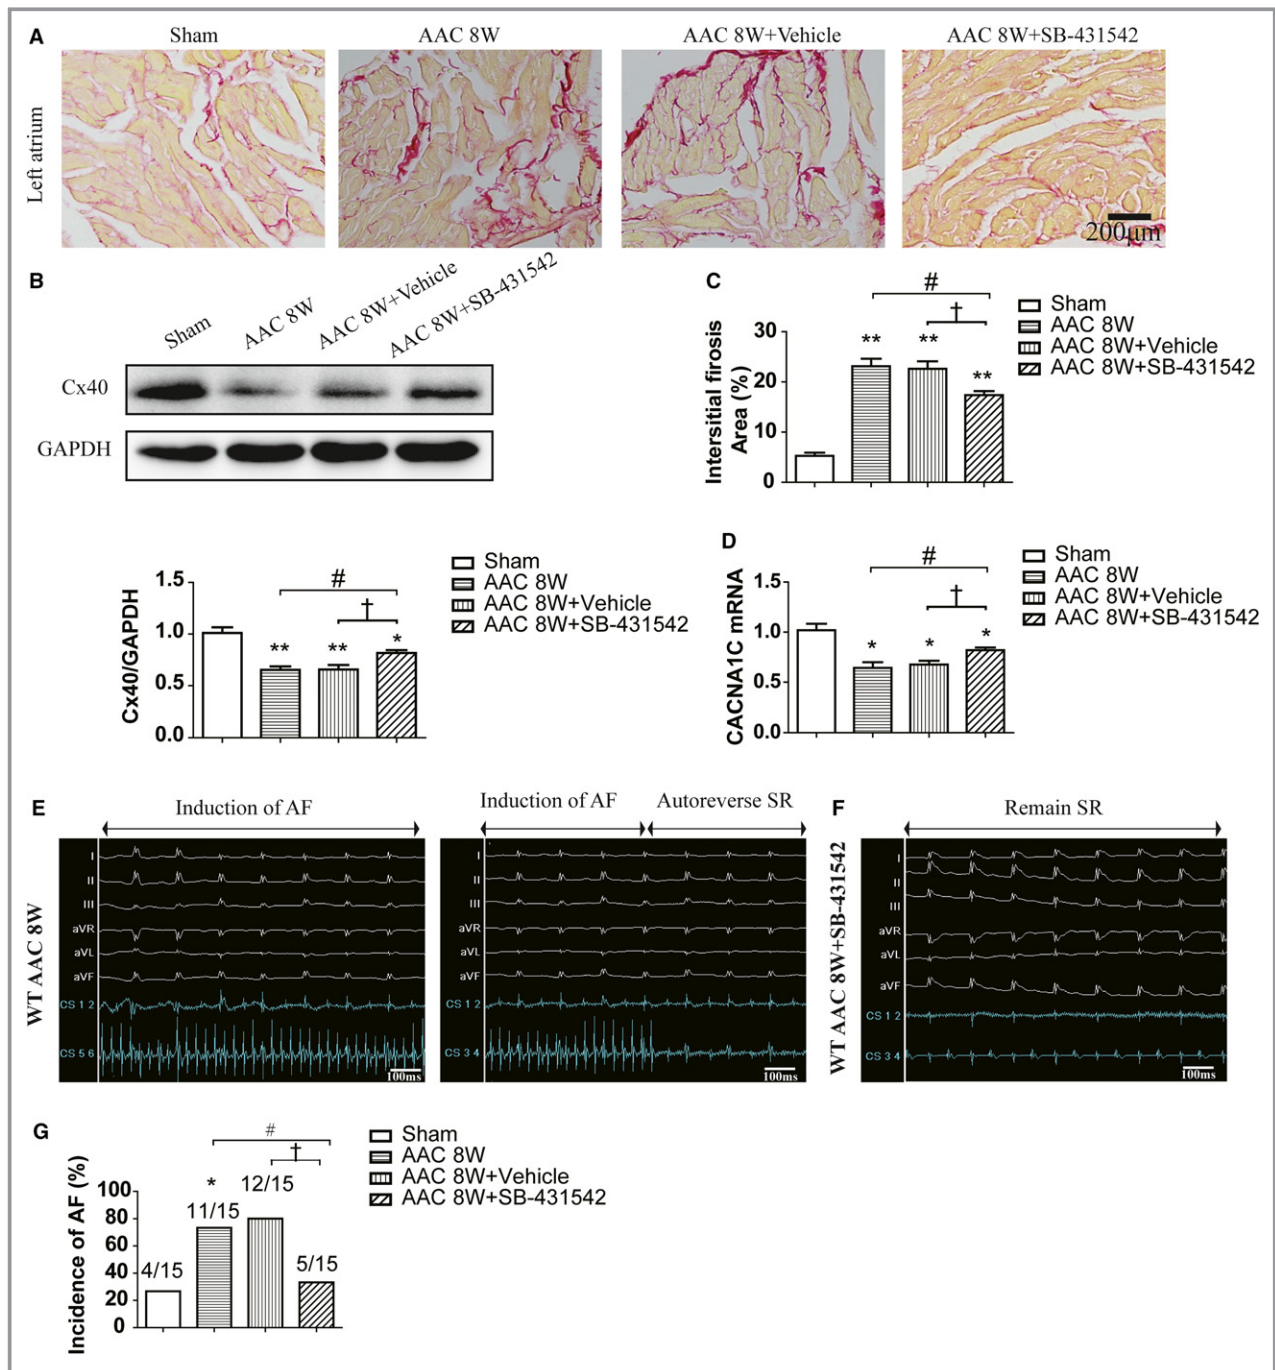 A
Sham
AAC 8W
AAC 8W+Vehicle
AAC 8W+SB-431542
Left atrium
200μm
B
Sham
AAC 8W
AAC 8W+Vehicle
AAC 8W+SB-431542
Cx40
GAPDH
C
#
†
30
20
10
0
**
**
**
Intersitial firosis
Area (%)
Sham
AAC 8W
AAC 8W+Vehicle
AAC 8W+SB-431542
Cx40/GAPDH
1.5
1.0
0.5
0.0
#
†
**
**
*
Sham
AAC 8W
AAC 8W+Vehicle
AAC 8W+SB-431542
D
CACNA1C mRNA
1.5
1.0
0.5
0.0
#
†
*
*
*
Sham
AAC 8W
AAC 8W+Vehicle
AAC 8W+SB-431542
E
Induction of AF
WT AAC 8W
I
II
III
aVR
aVL
aVF
CS 1 2
CS 5 6
100ms
Induction of AF
Autoreverse SR
I
II
III
aVR
aVL
aVF
CS 1 2
CS 3 4
100ms
F
Remain SR
WT AAC 8W+SB-431542
I
II
III
aVR
aVL
aVF
CS 1 2
CS 3 4
100ms
G
Incidence of AF (%)
100
80
60
40
20
0
#
†
*
4/15
11/15
12/15
5/15
Sham
AAC 8W
AAC 8W+Vehicle
AAC 8W+SB-431542